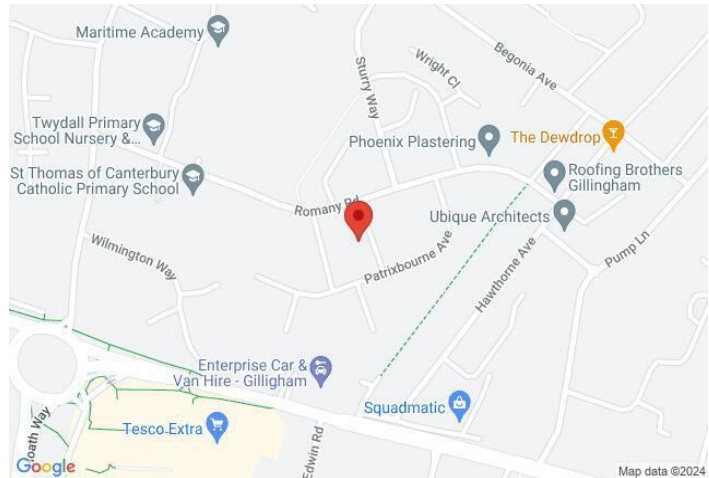 Maritime Academy
Twydall Primary
School Nursery &...
St Thomas of Canterbury
Catholic Primary School
Wilmington Way
Sturry Way
Wright Cl
Begonia Ave
Phoenix Plastering
The Dewdrop
Roofing Brothers
Gillingham
Ubique Architects
Romany Rd
Patrixbourne Ave
Hawthorne Ave
Pump Ln
Enterprise Car &
Van Hire - Gilligham
Squadmatic
Tesco Extra
oath Way
Edwin Rd
Google
Map data ©2024